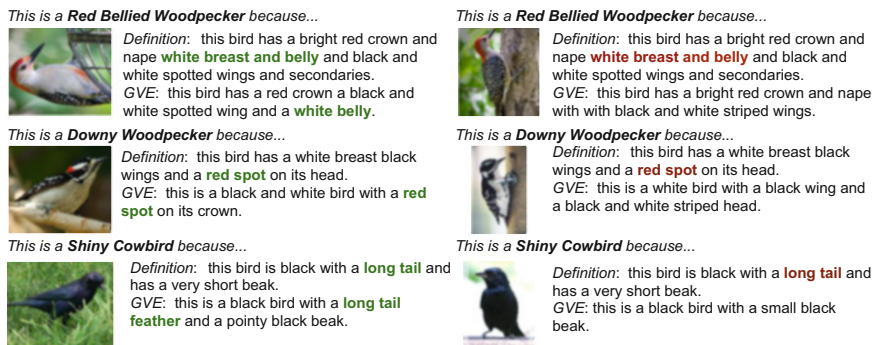 This is a Red Bellied Woodpecker because...
Definition: this bird has a bright red crown and
nape white breast and belly and black and
white spotted wings and secondaries.
GVE: this bird has a red crown a black and
white spotted wing and a white belly.
This is a Downy Woodpecker because...
Definition: this bird has a white breast black
wings and a red spot on its head.
GVE: this is a black and white bird with a red
spot on its crown.
This is a Shiny Cowbird because...
Definition: this bird is black with a long tail and
has a very short beak.
GVE: this is a black bird with a long tail
feather and a pointy black beak.
This is a Red Bellied Woodpecker because...
Definition: this bird has a bright red crown and
nape white breast and belly and black and
white spotted wings and secondaries.
GVE: this bird has a bright red crown and nape
with with black and white striped wings.
This is a Downy Woodpecker because...
Definition: this bird has a white breast black
wings and a red spot on its head.
GVE: this is a white bird with a black wing and
a black and white striped head.
This is a Shiny Cowbird because...
Definition: this bird is black with a long tail and
has a very short beak.
GVE: this is a black bird with a small black
beak.